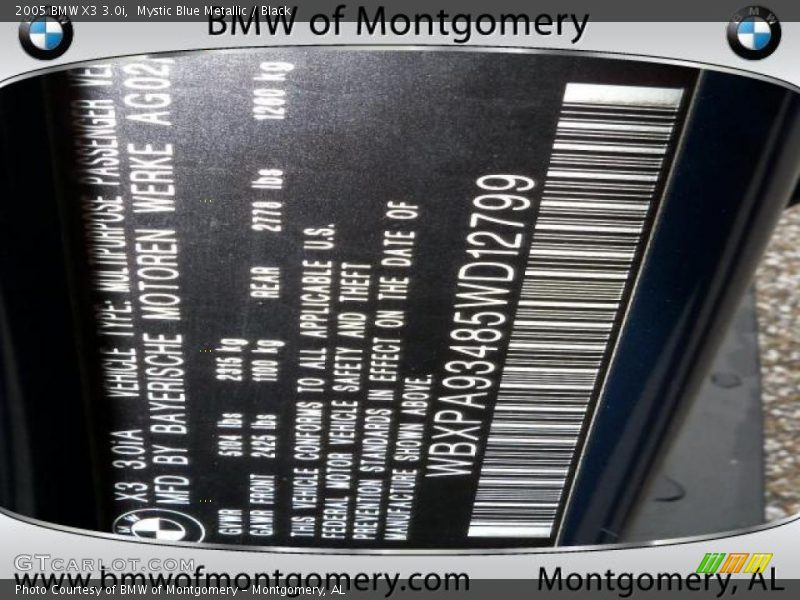 2005 BMW X3 3.0i, Mystic Blue Metallic / Black
BMW of Montgomery
X3 3.0I/A VEHICLE TYPE: MULTIPURPOSE PASSENGER
MFD BY BAYERISCHE MOTOREN WERKE AG
GVWR 5104 lbs 2315 kg
GAWR FRONT 2425 lbs 1100 kg REAR 2778 lbs 1260 kg
THIS VEHICLE CONFORMS TO ALL APPLICABLE U.S.
FEDERAL MOTOR VEHICLE SAFETY AND THEFT
PREVENTION STANDARDS IN EFFECT ON THE DATE OF
MANUFACTURE SHOWN ABOVE.
WBXPA93485WD12799
GTcarlot.com
www.bmwofmontgomery.com Montgomery, AL
Photo Courtesy of BMW of Montgomery - Montgomery, AL